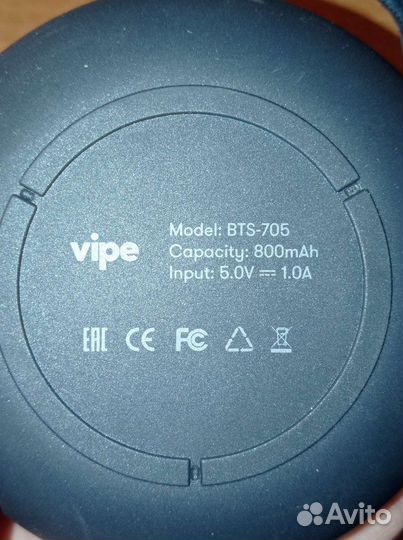 vipe
Model: BTS-705
Capacity: 800mAh
Input: 5.0V ⎓ 1.0A
EAC CE FC
Avito